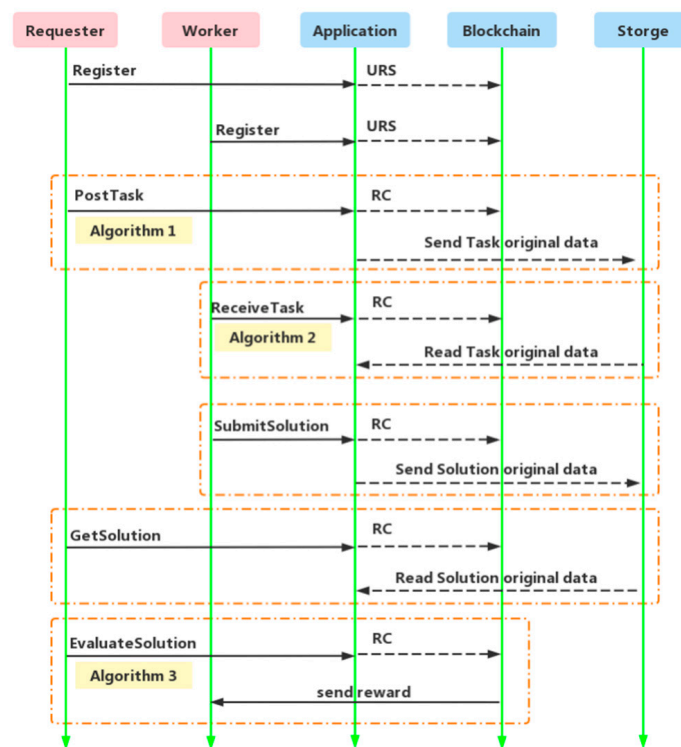 Requester
Worker
Application
Blockchain
Storge
Register
URS
Register
URS
PostTask
RC
Algorithm 1
Send Task original data
ReceiveTask
RC
Algorithm 2
Read Task original data
SubmitSolution
RC
Send Solution original data
GetSolution
RC
Read Solution original data
EvaluateSolution
RC
Algorithm 3
send reward